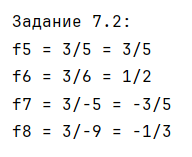 Задание 7.2:
f5 = 3/5 = 3/5
f6 = 3/6 = 1/2
f7 = 3/-5 = -3/5
f8 = 3/-9 = -1/3